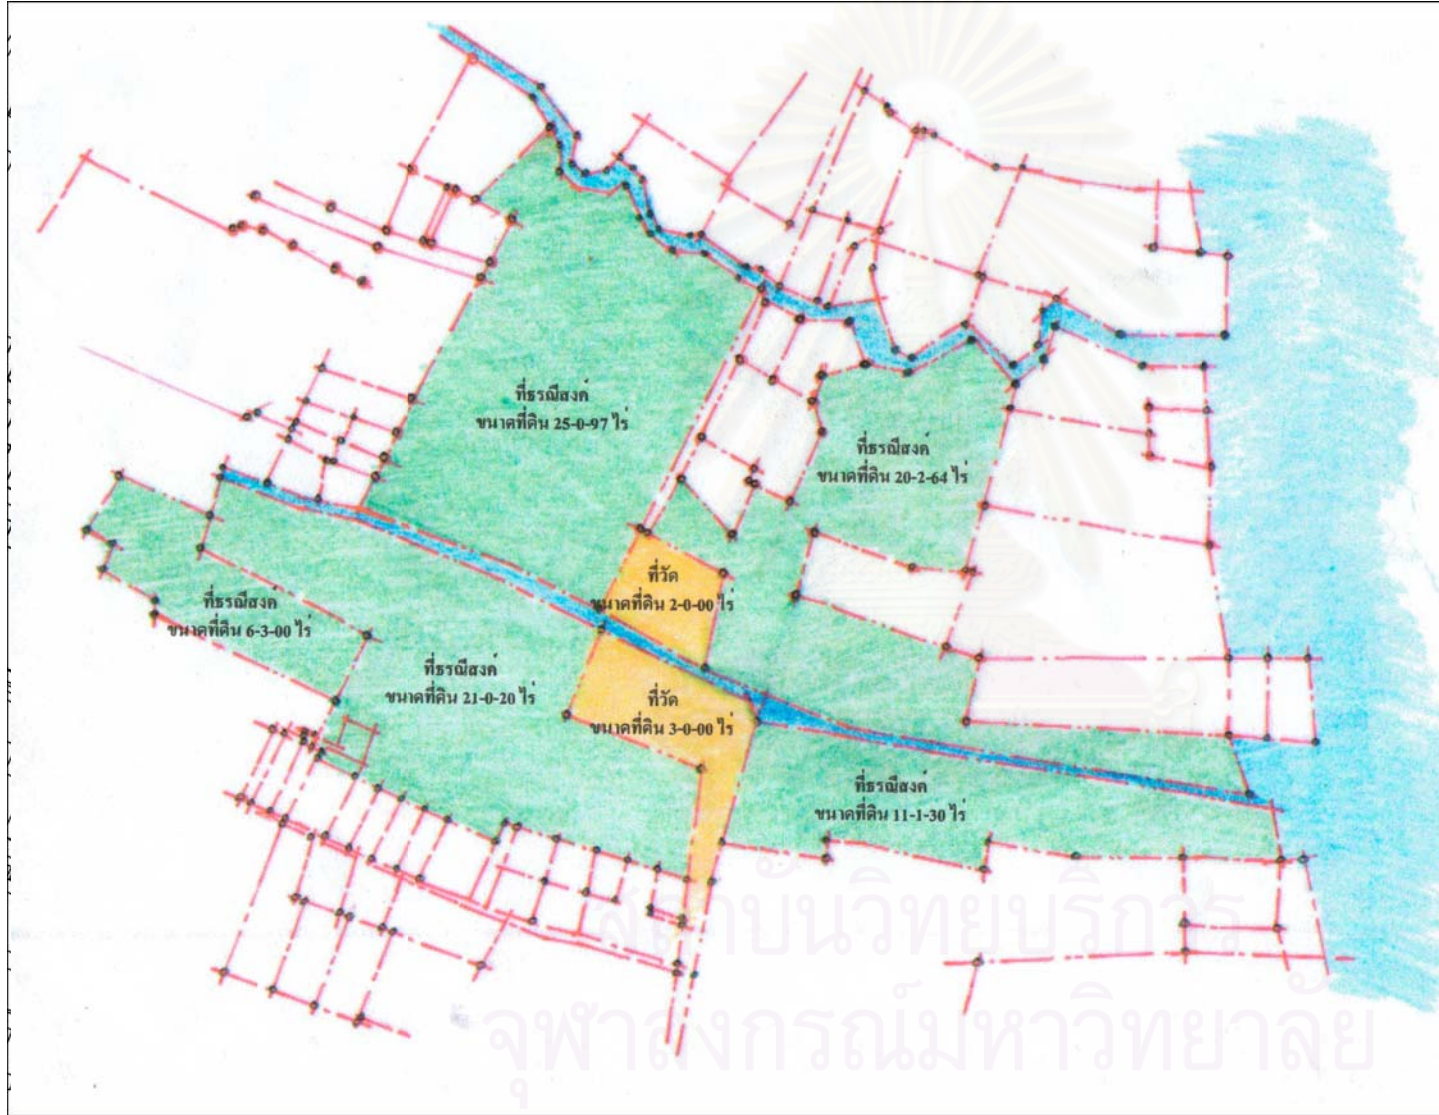 ที่ธรณีสงค์
ขนาดที่ดิน 25-0-97 ไร่
ที่ธรณีสงค์
ขนาดที่ดิน 20-2-64 ไร่
ที่วัด
ขนาดที่ดิน 2-0-00 ไร่
ที่ธรณีสงค์
ขนาดที่ดิน 6-3-00 ไร่
ที่ธรณีสงค์
ขนาดที่ดิน 21-0-20 ไร่
ที่วัด
ขนาดที่ดิน 3-0-00 ไร่
ที่ธรณีสงค์
ขนาดที่ดิน 11-1-30 ไร่
สถาบันวิทยบริการ
จุฬาลงกรณ์มหาวิทยาลัย